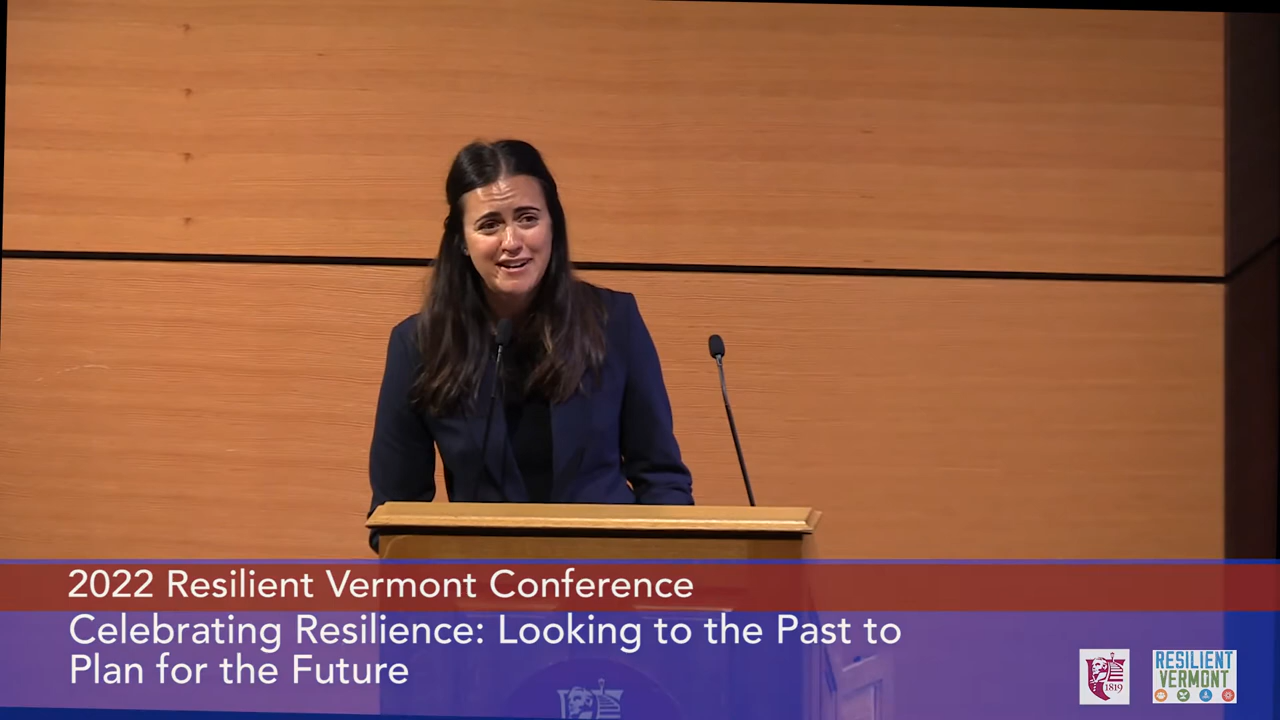 2022 Resilient Vermont Conference
Celebrating Resilience: Looking to the Past to
Plan for the Future
1819
RESILIENT
VERMONT